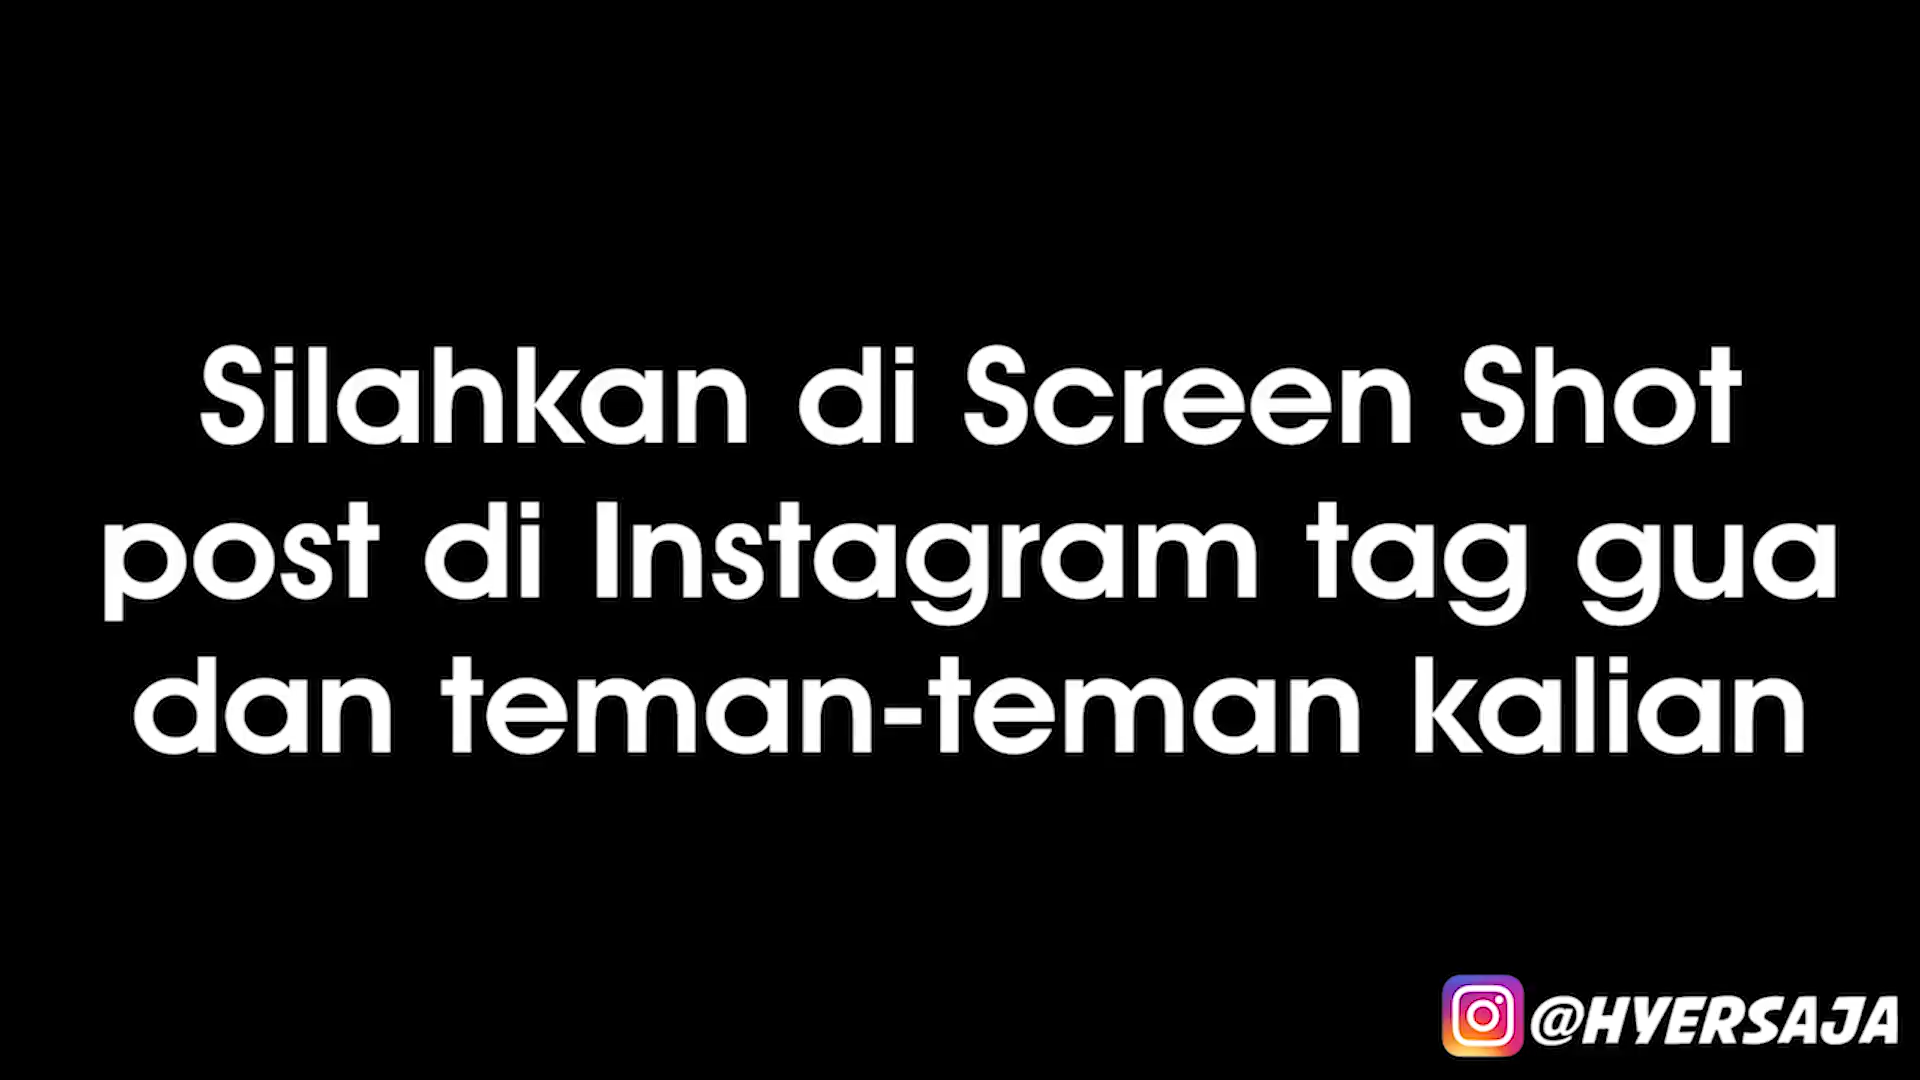 Silahkan di Screen Shot
post di Instagram tag gua
dan teman-teman kalian
@HYERSAJA